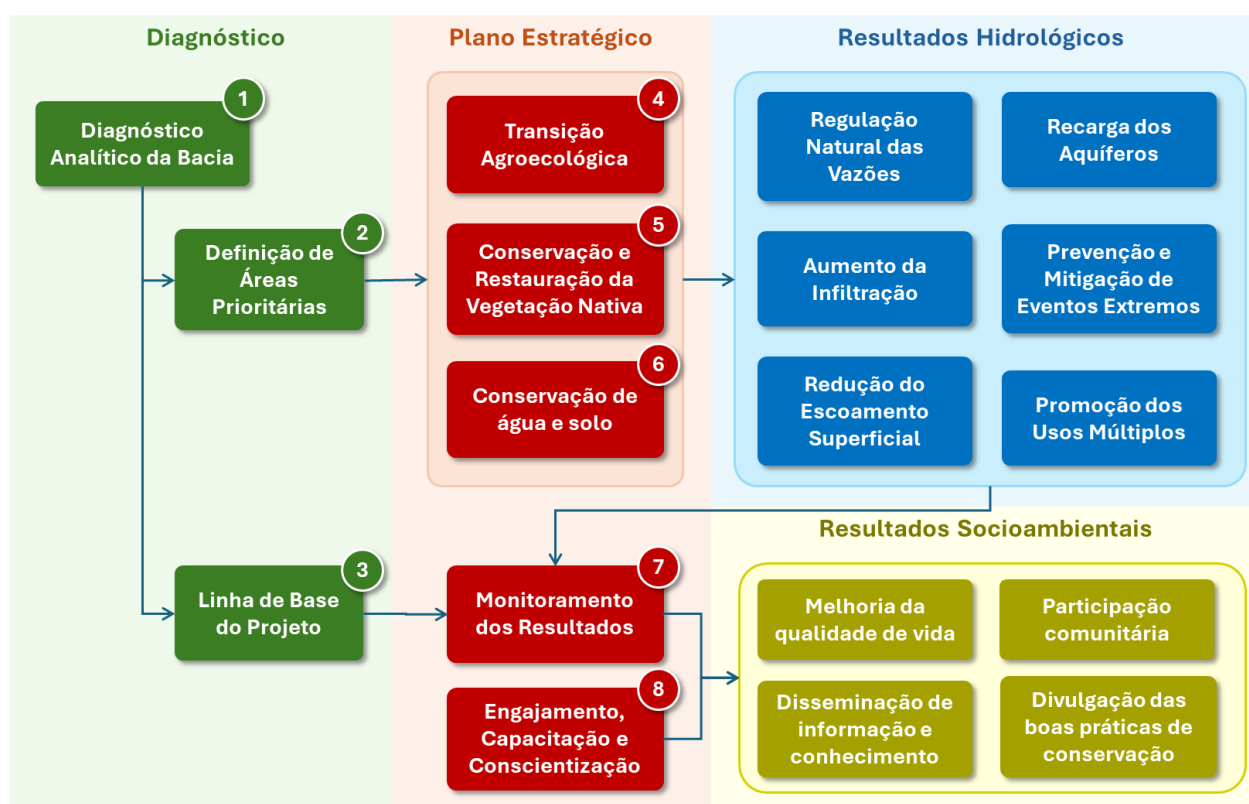 Diagnóstico
1
Diagnóstico
Analítico da Bacia
2
Definição de
Áreas
Prioritárias
3
Linha de Base
do Projeto
Plano Estratégico
4
Transição
Agroecológica
5
Conservação e
Restauração da
Vegetação Nativa
6
Conservação de
água e solo
7
Monitoramento
dos Resultados
8
Engajamento,
Capacitação e
Conscientização
Resultados Hidrológicos
Regulação
Natural das
Vazões
Recarga dos
Aquíferos
Aumento da
Infiltração
Prevenção e
Mitigação de
Eventos Extremos
Redução do
Escoamento
Superficial
Promoção dos
Usos Múltiplos
Resultados Socioambientais
Melhoria da
qualidade de vida
Participação
comunitária
Disseminação de
informação e
conhecimento
Divulgação das
boas práticas de
conservação